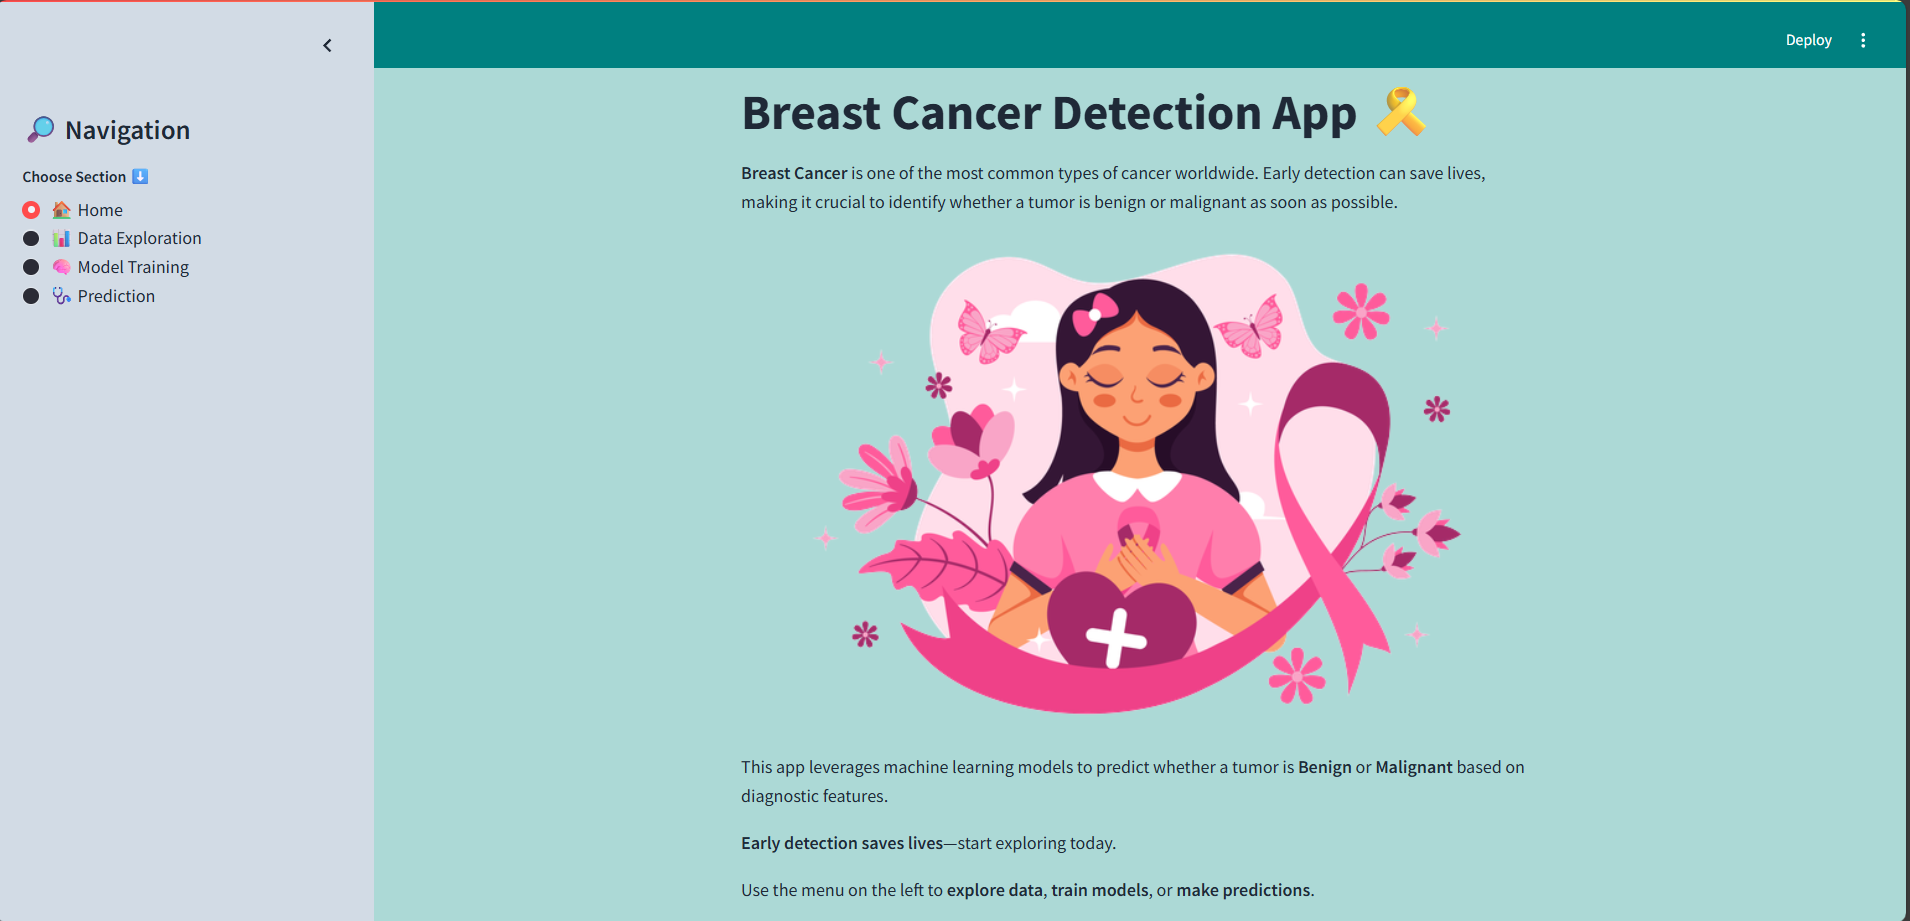 Deploy
Navigation
Choose Section
Home
Data Exploration
Model Training
Prediction
Breast Cancer Detection App
Breast Cancer is one of the most common types of cancer worldwide. Early detection can save lives,
making it crucial to identify whether a tumor is benign or malignant as soon as possible.
This app leverages machine learning models to predict whether a tumor is Benign or Malignant based on
diagnostic features.
Early detection saves lives—start exploring today.
Use the menu on the left to explore data, train models, or make predictions.